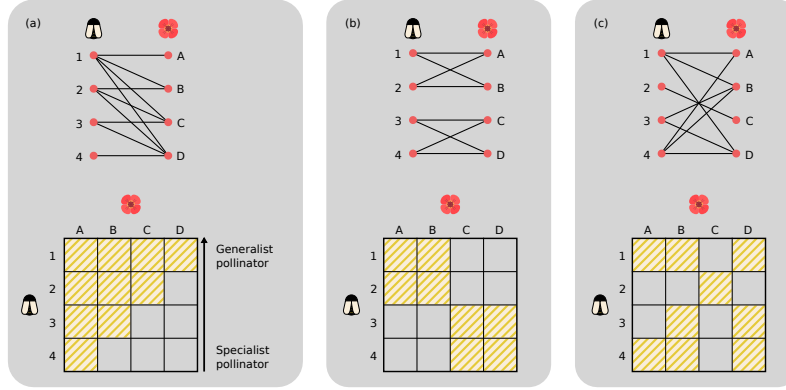 (a)
1 A
2 B
3 C
4 D
A B C D
1
2
3
4
Generalist
pollinator
Specialist
pollinator
(b)
1 A
2 B
3 C
4 D
A B C D
1
2
3
4
(c)
1 A
2 B
3 C
4 D
A B C D
1
2
3
4